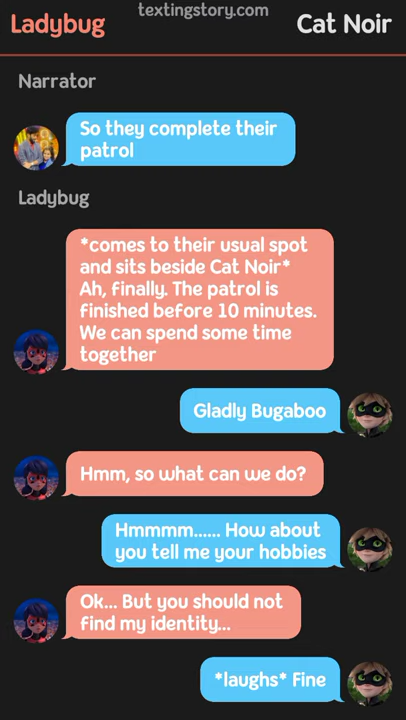 textingstory.com
Ladybug
Cat Noir
Narrator
So they complete their
patrol
Ladybug
*comes to their usual spot
and sits beside Cat Noir*
Ah, finally. The patrol is
finished before 10 minutes.
We can spend some time
together
Gladly Bugaboo
Hmm, so what can we do?
Hmmmm...... How about
you tell me your hobbies
Ok... But you should not
find my identity...
*laughs* Fine